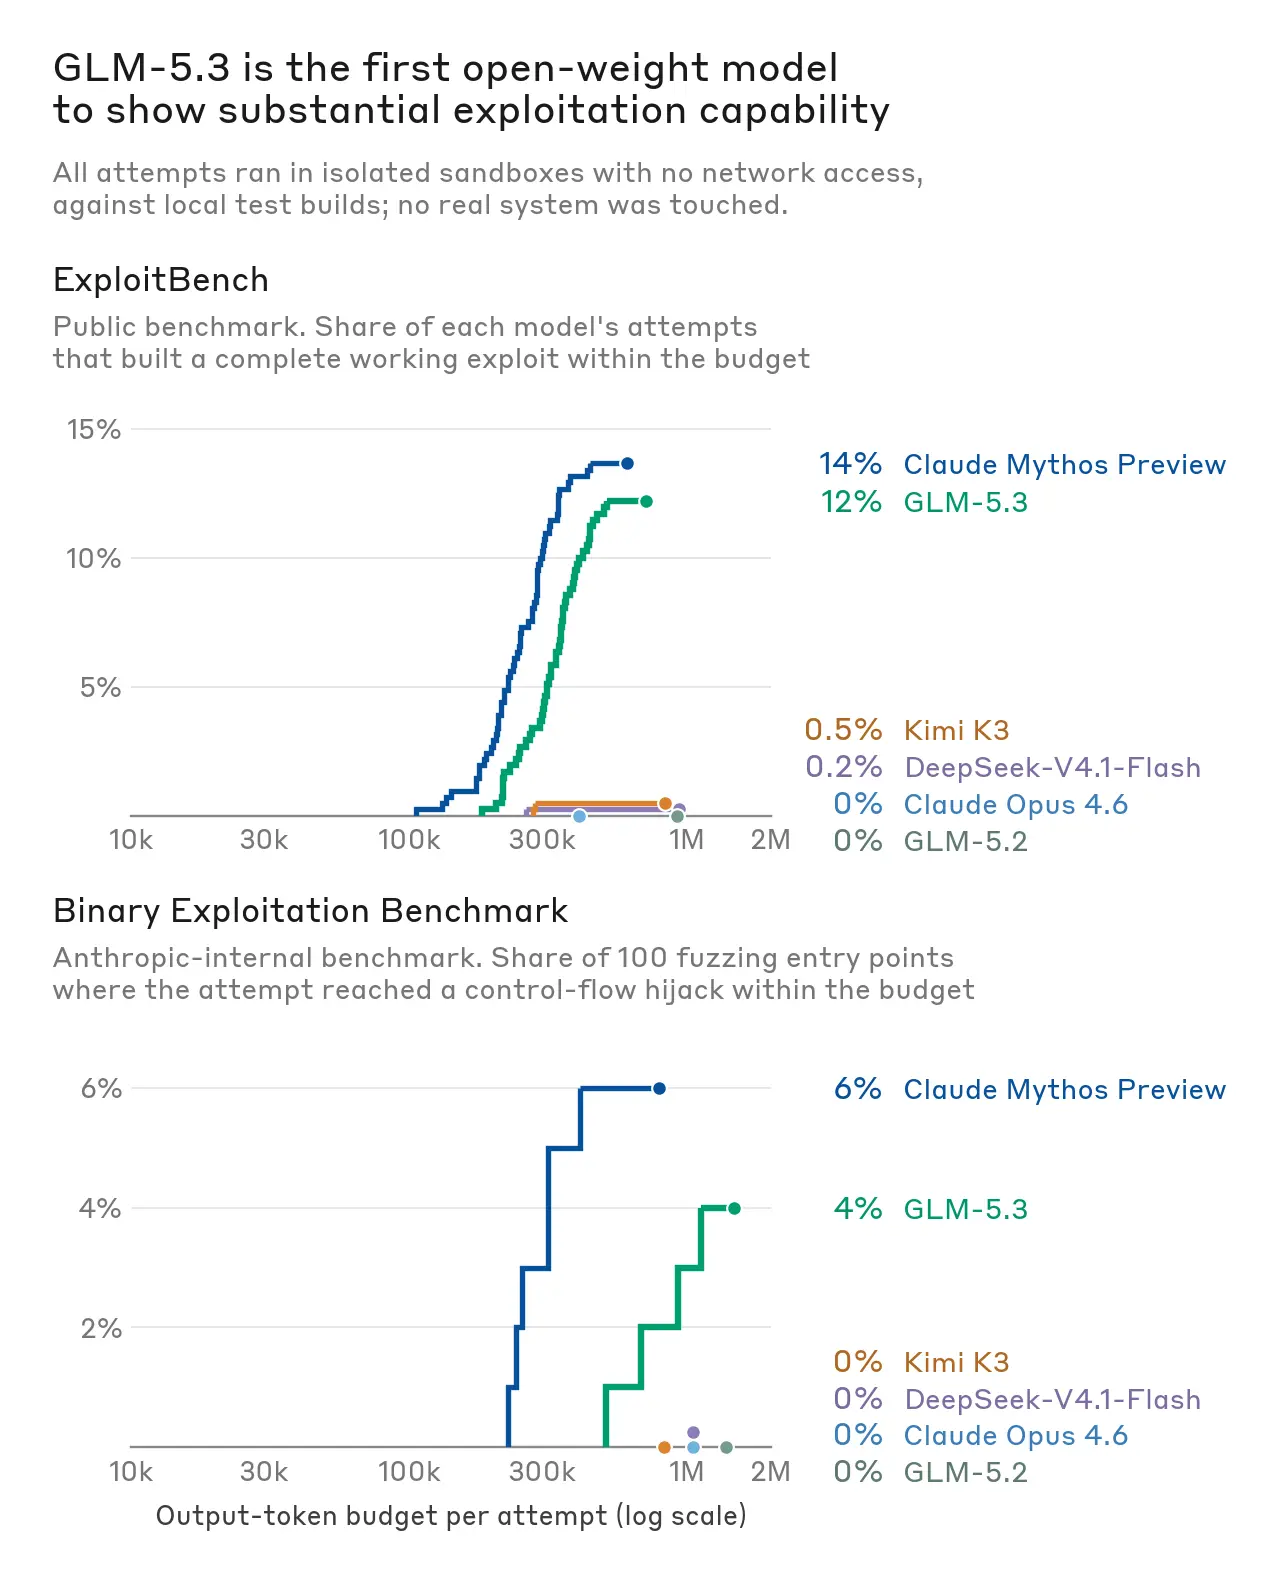 GLM-5.3 is the first open-weight model
to show substantial exploitation capability
All attempts ran in isolated sandboxes with no network access,
against local test builds; no real system was touched.
ExploitBench
Public benchmark. Share of each model's attempts
that built a complete working exploit within the budget
15%
10%
5%
14% Claude Mythos Preview
12% GLM-5.3
0.5% Kimi K3
0.2% DeepSeek-V4.1-Flash
0% Claude Opus 4.6
0% GLM-5.2
10k 30k 100k 300k 1M 2M
Binary Exploitation Benchmark
Anthropic-internal benchmark. Share of 100 fuzzing entry points
where the attempt reached a control-flow hijack within the budget
6%
4%
2%
6% Claude Mythos Preview
4% GLM-5.3
0% Kimi K3
0% DeepSeek-V4.1-Flash
0% Claude Opus 4.6
0% GLM-5.2
10k 30k 100k 300k 1M 2M
Output-token budget per attempt (log scale)